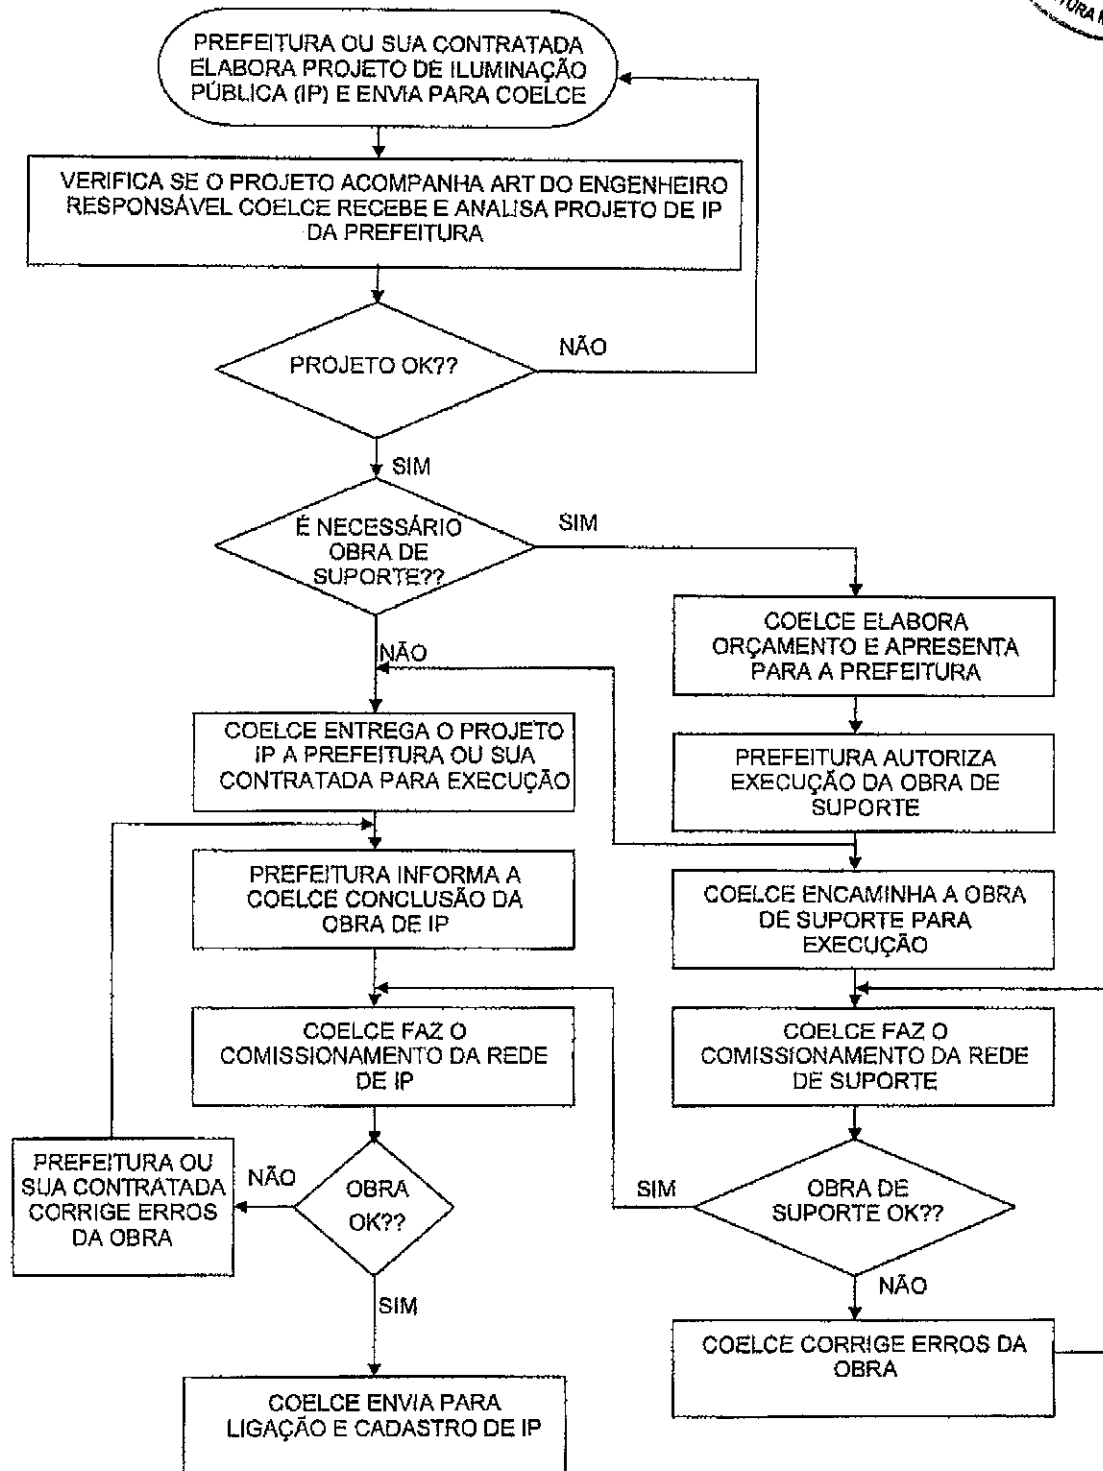 PREFEITURA OU SUA CONTRATADA
ELABORA PROJETO DE ILUMINAÇÃO
PÚBLICA (IP) E ENVIA PARA COELCE
VERIFICA SE O PROJETO ACOMPANHA ART DO ENGENHEIRO
RESPONSÁVEL COELCE RECEBE E ANALISA PROJETO DE IP
DA PREFEITURA
PROJETO OK??
NÃO
SIM
É NECESSÁRIO
OBRA DE
SUPORTE??
SIM
NÃO
COELCE ELABORA
ORÇAMENTO E APRESENTA
PARA A PREFEITURA
COELCE ENTREGA O PROJETO
IP A PREFEITURA OU SUA
CONTRATADA PARA EXECUÇÃO
PREFEITURA AUTORIZA
EXECUÇÃO DA OBRA DE
SUPORTE
PREFEITURA INFORMA A
COELCE CONCLUSÃO DA
OBRA DE IP
COELCE ENCAMINHA A OBRA
DE SUPORTE PARA
EXECUÇÃO
COELCE FAZ O
COMISSIONAMENTO DA REDE
DE IP
COELCE FAZ O
COMISSIONAMENTO DA REDE
DE SUPORTE
PREFEITURA OU
SUA CONTRATADA
CORRIGE ERROS
DA OBRA
NÃO
OBRA
OK??
SIM
OBRA DE
SUPORTE OK??
NÃO
SIM
COELCE CORRIGE ERROS DA
OBRA
COELCE ENVIA PARA
LIGAÇÃO E CADASTRO DE IP